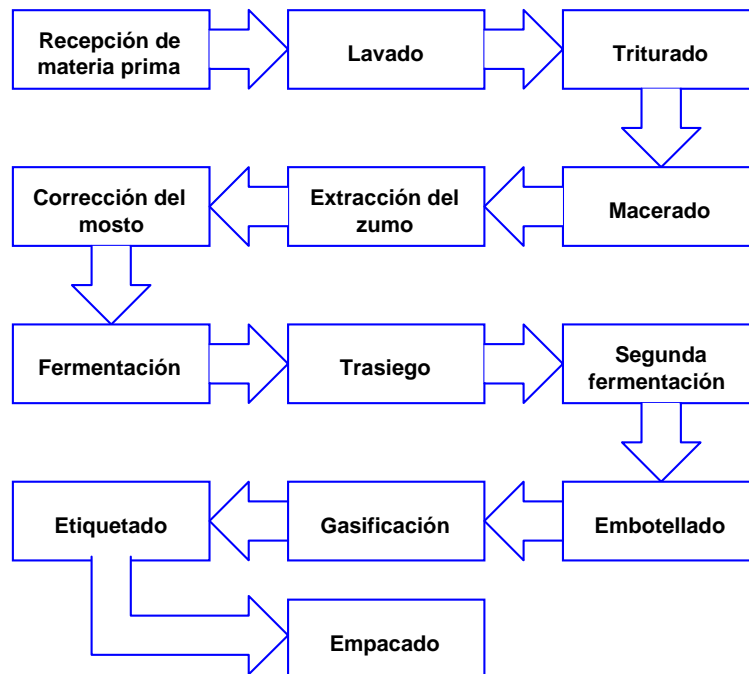 Recepción de
materia prima
Lavado
Triturado
Macerado
Extracción del
zumo
Corrección del
mosto
Fermentación
Trasiego
Segunda
fermentación
Embotellado
Gasificación
Etiquetado
Empacado